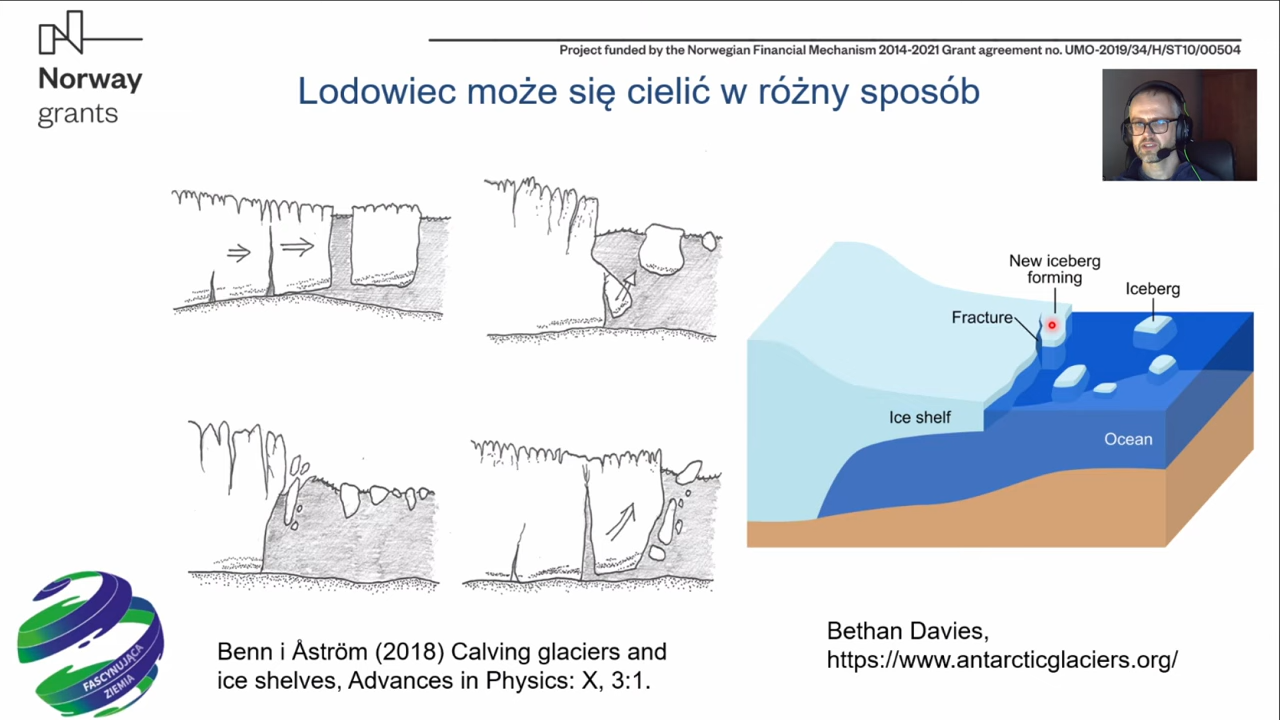 Norway
grants
Project funded by the Norwegian Financial Mechanism 2014-2021 Grant agreement no. UMO-2019/34/H/ST10/00504
Lodowiec może się cielić w różny sposób
New iceberg
forming
Iceberg
Fracture
Ice shelf
Ocean
FASCYNUJĄCA
ZIEMIA
Benn i Åström (2018) Calving glaciers and
ice shelves, Advances in Physics: X, 3:1.
Bethan Davies,
https://www.antarcticglaciers.org/